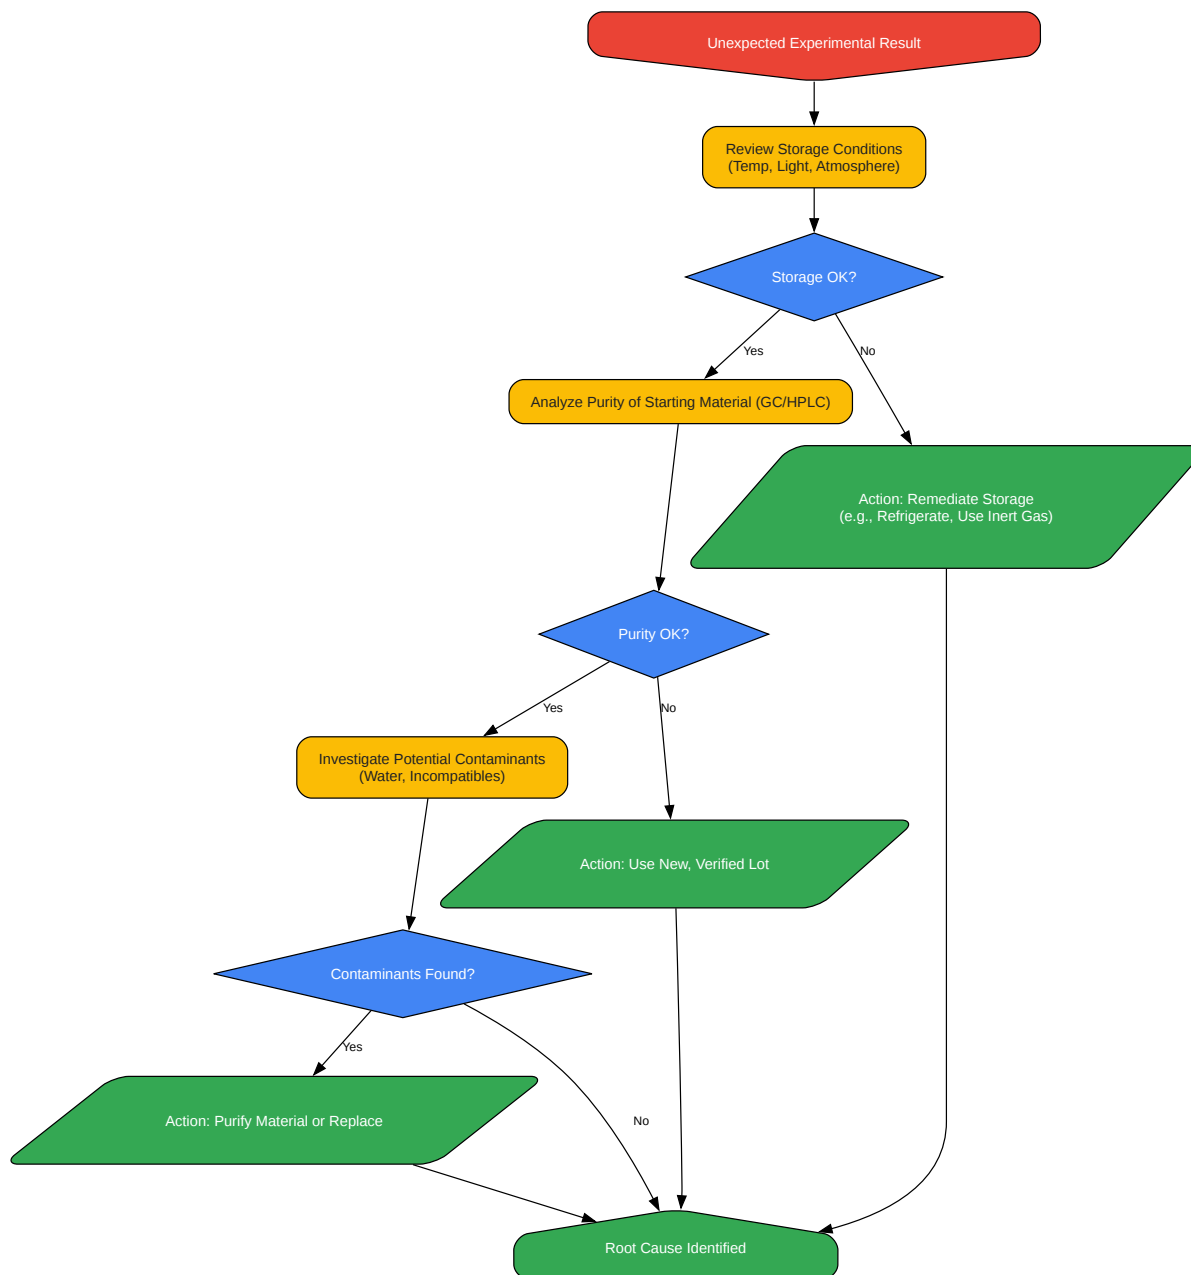 Unexpected Experimental Result
Review Storage Conditions
(Temp, Light, Atmosphere)
Storage OK?
Yes
No
Analyze Purity of Starting Material (GC/HPLC)
Action: Remediate Storage
(e.g., Refrigerate, Use Inert Gas)
Purity OK?
Yes
No
Investigate Potential Contaminants
(Water, Incompatibles)
Action: Use New, Verified Lot
Contaminants Found?
Yes
Action: Purify Material or Replace
No
Root Cause Identified